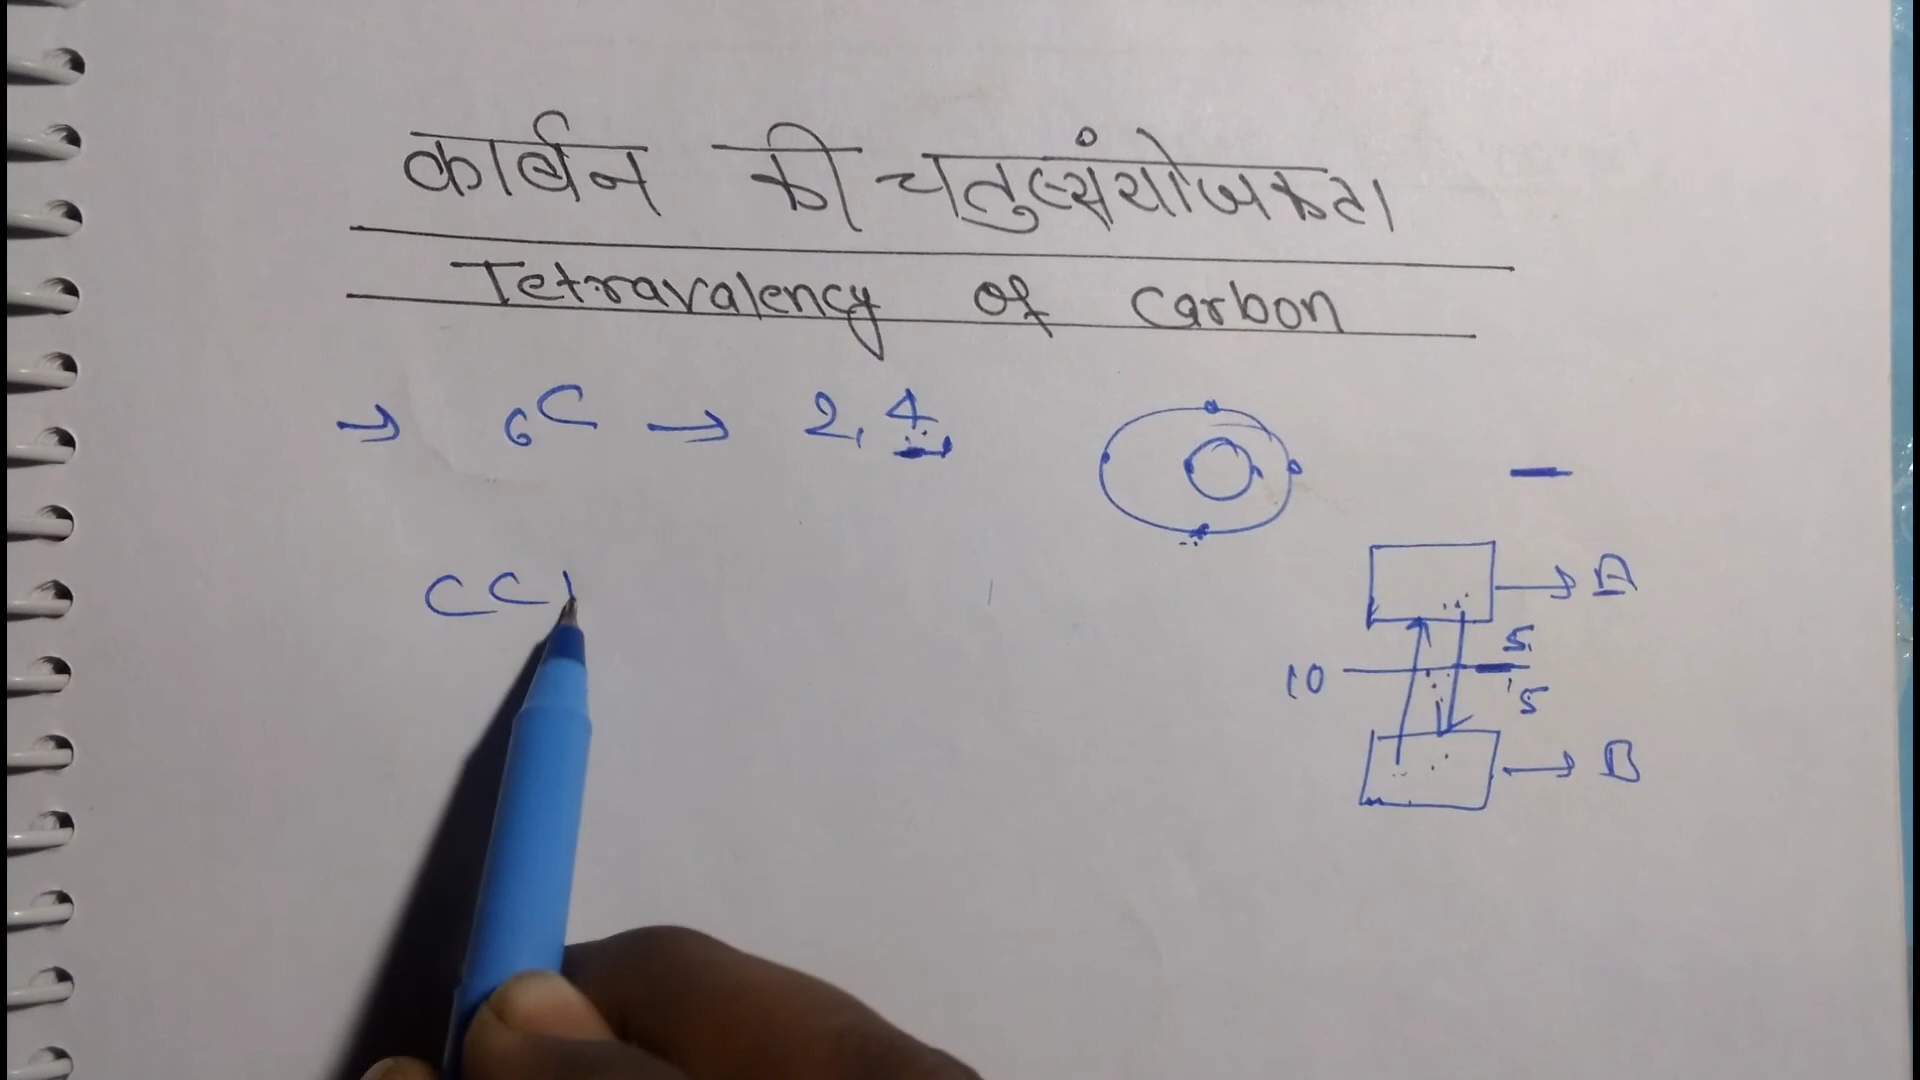 कार्बन की चतुःसंयोजकता
Tetravalency of carbon
→ ₆C → 2, 4
CCl
→ A
10
5
5
→ B